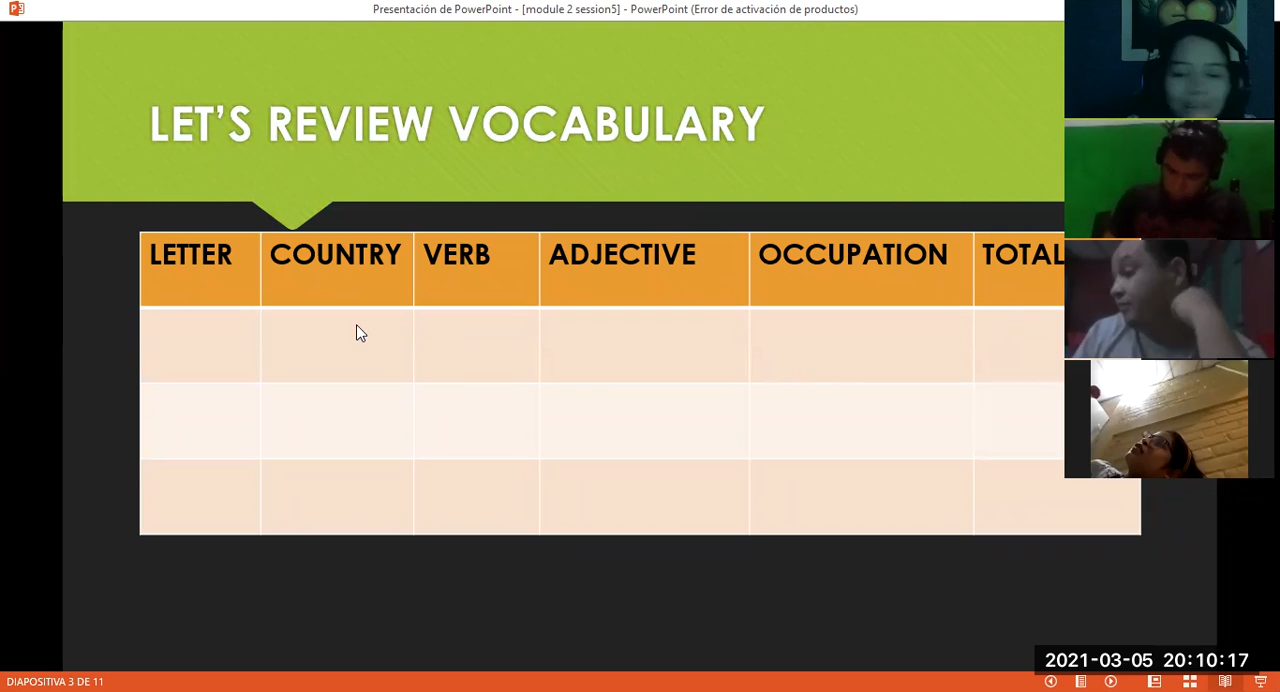 Presentación de PowerPoint - [module 2 session5] - PowerPoint (Error de activación de productos)
LET'S REVIEW VOCABULARY
LETTER COUNTRY VERB ADJECTIVE OCCUPATION TOTAL
2021-03-05 20:10:17
DIAPOSITIVA 3 DE 11